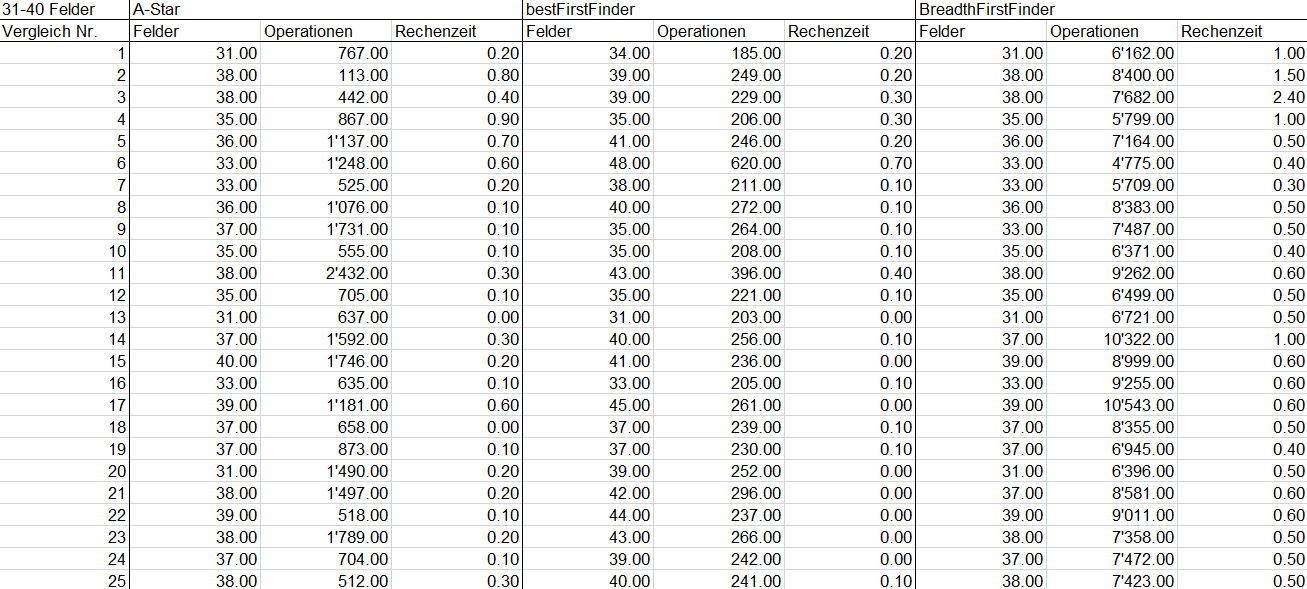 31-40 Felder A-Star bestFirstFinder BreadthFirstFinder
Vergleich Nr. Felder Operationen Rechenzeit Felder Operationen Rechenzeit Felder Operationen Rechenzeit
1 31.00 767.00 0.20 34.00 185.00 0.20 31.00 6'162.00 1.00
2 38.00 113.00 0.80 39.00 249.00 0.20 38.00 8'400.00 1.50
3 38.00 442.00 0.40 39.00 229.00 0.30 38.00 7'682.00 2.40
4 35.00 867.00 0.90 35.00 206.00 0.30 35.00 5'799.00 1.00
5 36.00 1'137.00 0.70 41.00 246.00 0.20 36.00 7'164.00 0.50
6 33.00 1'248.00 0.60 48.00 620.00 0.70 33.00 4'775.00 0.40
7 33.00 525.00 0.20 38.00 211.00 0.10 33.00 5'709.00 0.30
8 36.00 1'076.00 0.10 40.00 272.00 0.10 36.00 8'383.00 0.50
9 37.00 1'731.00 0.10 35.00 264.00 0.10 33.00 7'487.00 0.50
10 35.00 555.00 0.10 35.00 208.00 0.10 35.00 6'371.00 0.40
11 38.00 2'432.00 0.30 43.00 396.00 0.40 38.00 9'262.00 0.60
12 35.00 705.00 0.10 35.00 221.00 0.10 35.00 6'499.00 0.50
13 31.00 637.00 0.00 31.00 203.00 0.00 31.00 6'721.00 0.50
14 37.00 1'592.00 0.30 40.00 256.00 0.10 37.00 10'322.00 1.00
15 40.00 1'746.00 0.20 41.00 236.00 0.00 39.00 8'999.00 0.60
16 33.00 635.00 0.10 33.00 205.00 0.10 33.00 9'255.00 0.60
17 39.00 1'181.00 0.60 45.00 261.00 0.00 39.00 10'543.00 0.60
18 37.00 658.00 0.00 37.00 239.00 0.10 37.00 8'355.00 0.50
19 37.00 873.00 0.10 37.00 230.00 0.10 37.00 6'945.00 0.40
20 31.00 1'490.00 0.20 39.00 252.00 0.00 31.00 6'396.00 0.50
21 38.00 1'497.00 0.20 42.00 296.00 0.00 37.00 8'581.00 0.60
22 39.00 518.00 0.10 44.00 237.00 0.00 39.00 9'011.00 0.60
23 38.00 1'789.00 0.20 43.00 266.00 0.00 38.00 7'358.00 0.50
24 37.00 704.00 0.10 39.00 242.00 0.00 37.00 7'472.00 0.50
25 38.00 512.00 0.30 40.00 241.00 0.10 38.00 7'423.00 0.50